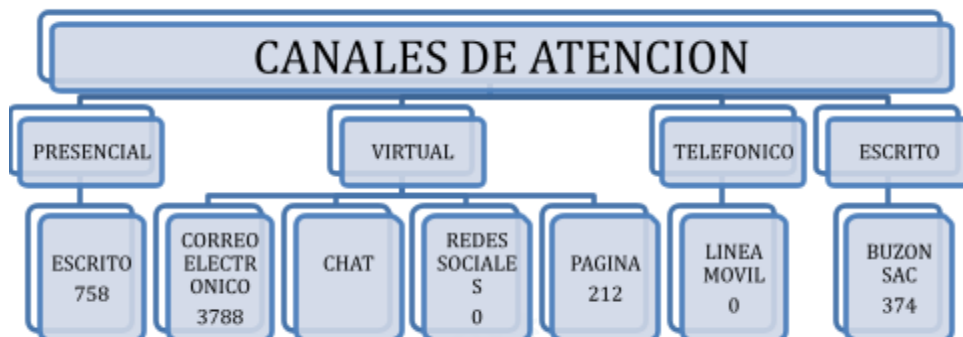 CANALES DE ATENCION
PRESENCIAL
VIRTUAL
TELEFONICO
ESCRITO
ESCRITO
758
CORREO
ELECTR
ONICO
3788
CHAT
REDES
SOCIALE
S
0
PAGINA
212
LINEA
MOVIL
0
BUZON
SAC
374